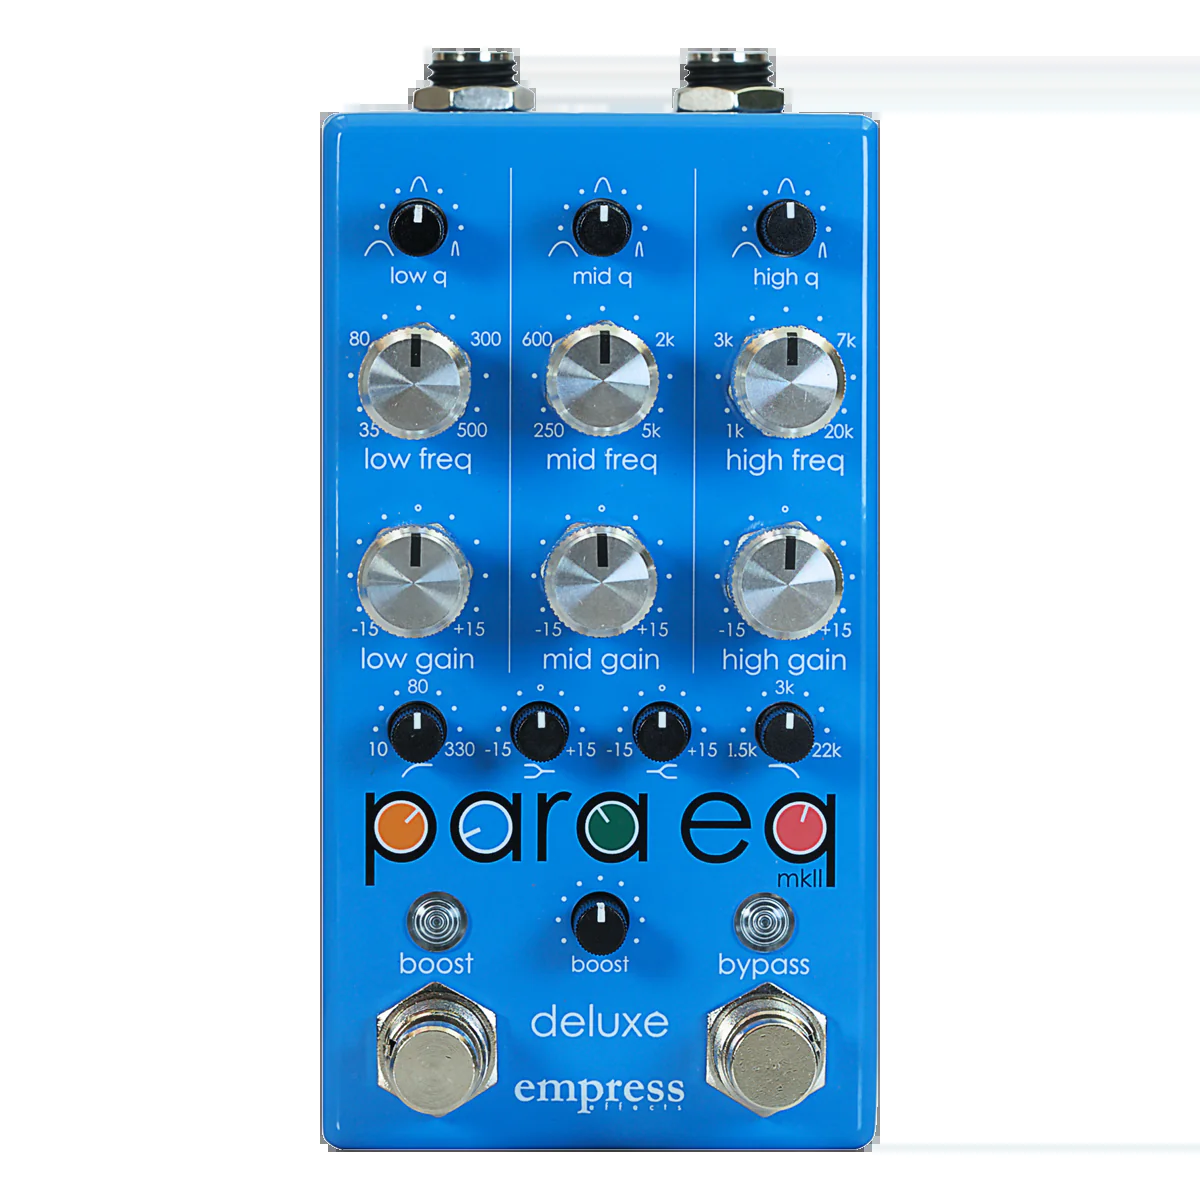 low q mid q high q
80 300 600 2k 3k 7k
35 500 250 5k 1k 20k
low freq mid freq high freq
-15 +15 -15 +15 -15 +15
low gain mid gain high gain
80 3k
10 330 -15 +15 -15 +15 1.5k 22k
para eq
mkII
boost boost bypass
deluxe
empress
effects